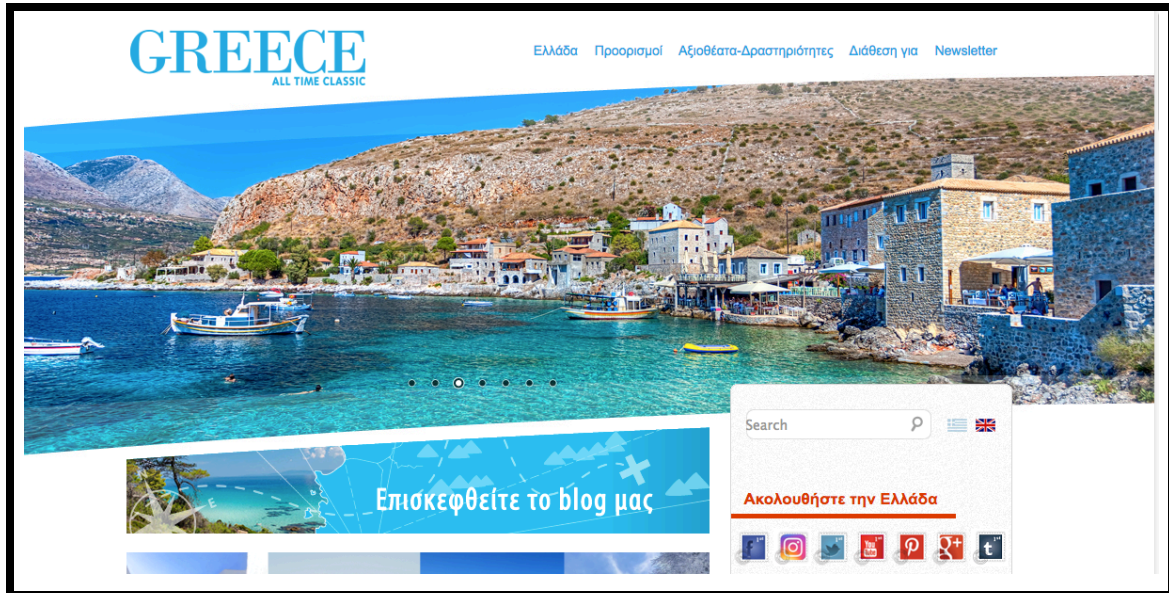 GREECE
ALL TIME CLASSIC
Ελλάδα Προορισμοί Αξιοθέατα-Δραστηριότητες Διάθεση για Newsletter
Search
Επισκεφθείτε το blog μας
Ακολουθήστε την Ελλάδα